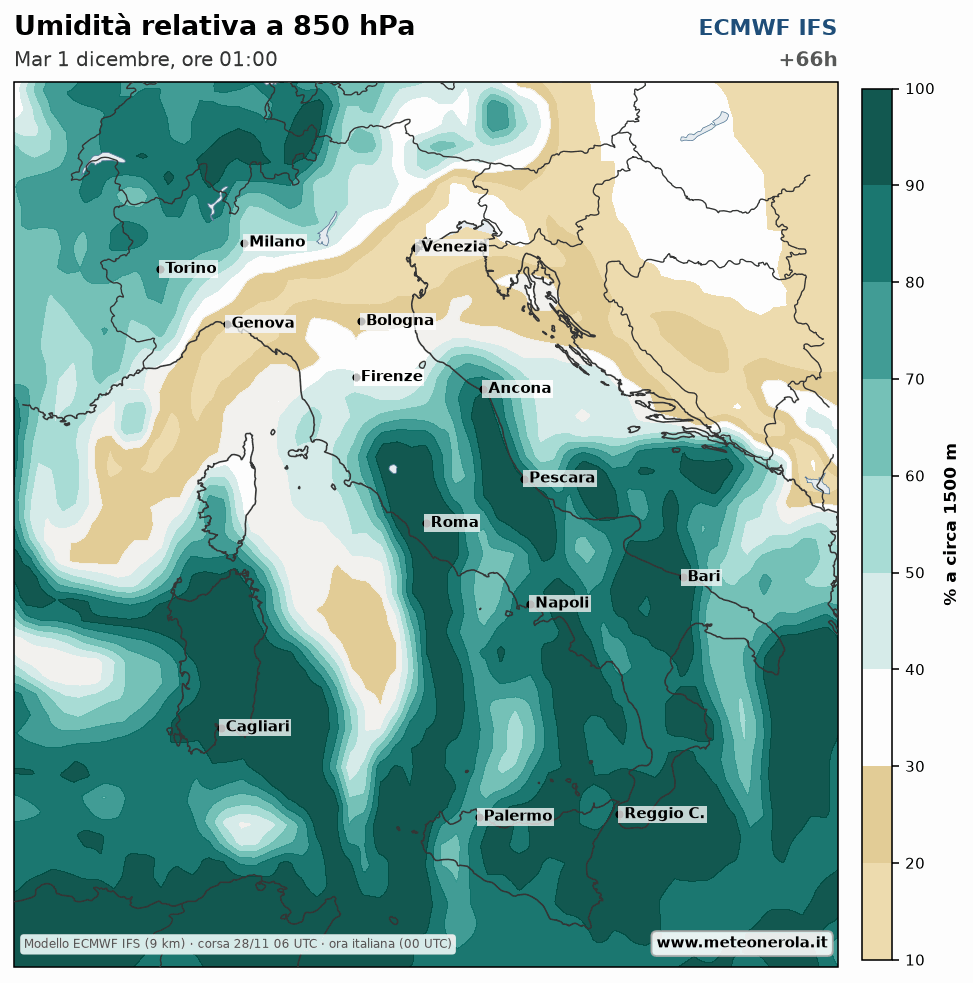 Umidità relativa a 850 hPa
ECMWF IFS
Mar 1 dicembre, ore 01:00
+66h
Milano
Venezia
Torino
Genova
Bologna
Firenze
Ancona
Pescara
Roma
Bari
Napoli
Cagliari
Palermo
Reggio C.
100
90
80
70
60
50
40
30
20
10
% a circa 1500 m
Modello ECMWF IFS (9 km) · corsa 28/11 06 UTC · ora italiana (00 UTC)
www.meteonerola.it